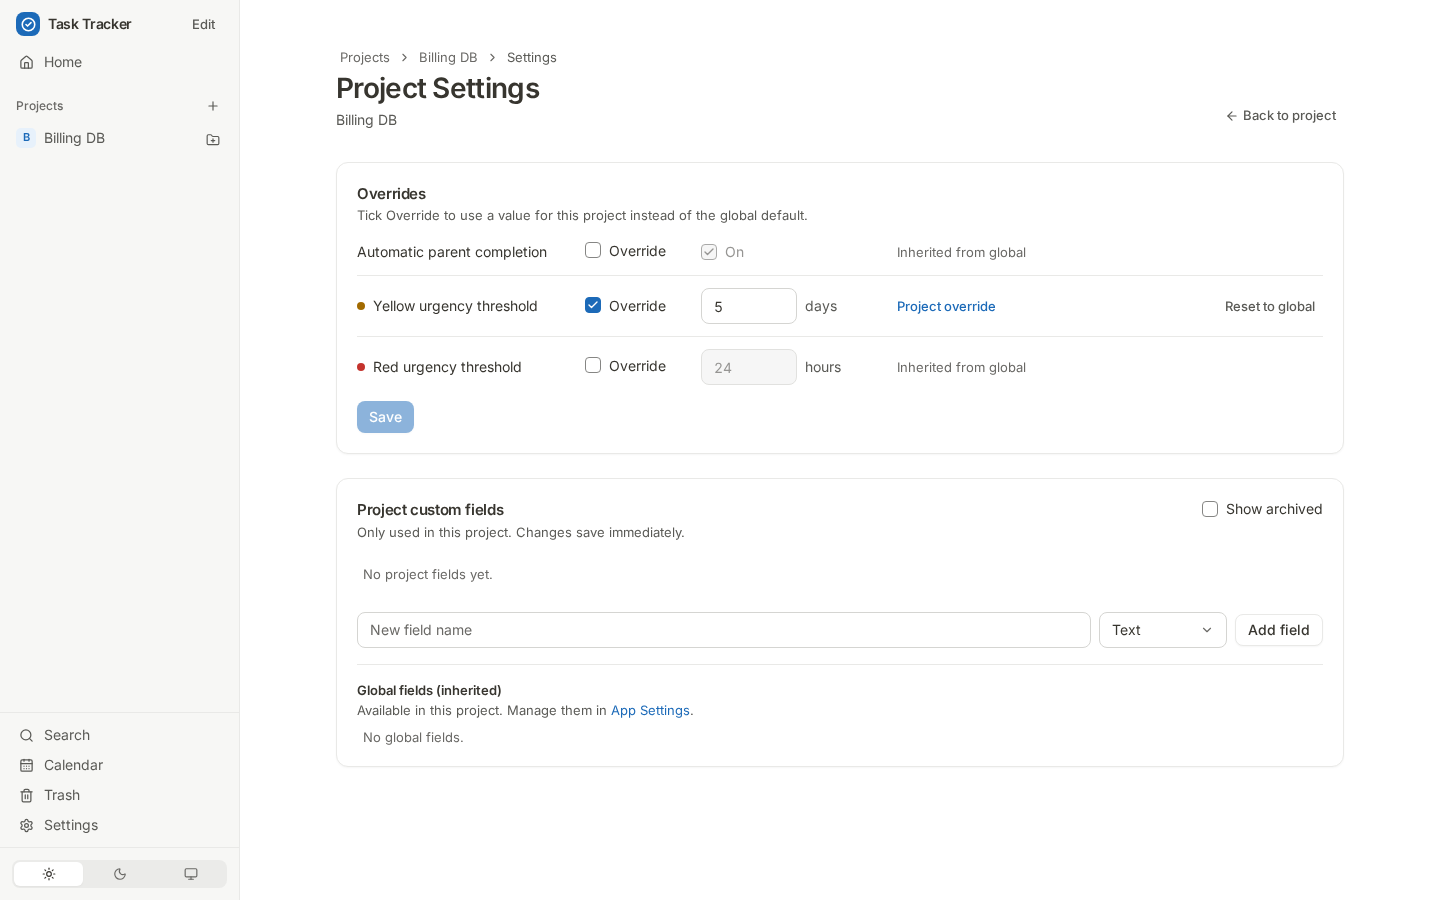 Task Tracker
Edit
Home
Projects
B
Billing DB
Search
Calendar
Trash
Settings
Projects > Billing DB > Settings
Project Settings
Billing DB
← Back to project
Overrides
Tick Override to use a value for this project instead of the global default.
Automatic parent completion Override On Inherited from global
Yellow urgency threshold Override 5 days Project override Reset to global
Red urgency threshold Override 24 hours Inherited from global
Save
Project custom fields
Show archived
Only used in this project. Changes save immediately.
No project fields yet.
New field name Text Add field
Global fields (inherited)
Available in this project. Manage them in App Settings.
No global fields.